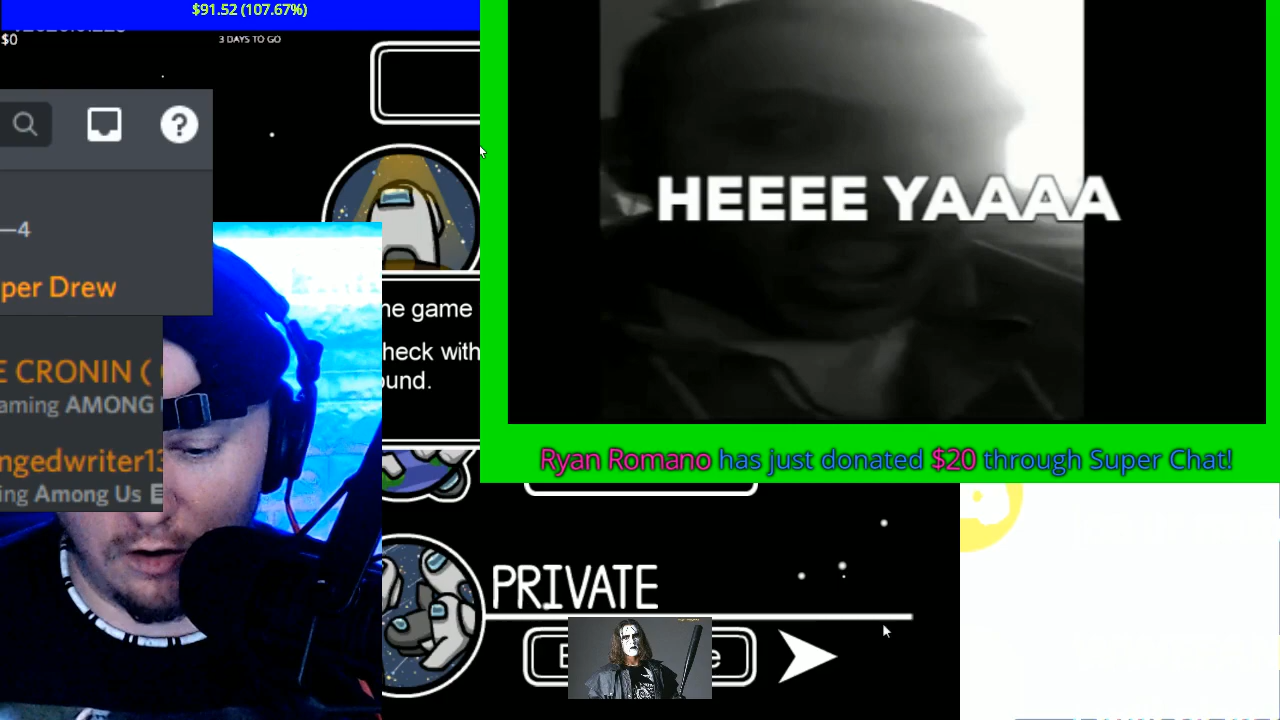 $91.52 (107.67%)
$0
3 DAYS TO GO
—4
per Drew
E CRONIN (
aming AMONG
ngedwriter13
ing Among Us
he game
heck with
ound.
HEEEE YAAAA
Ryan Romano has just donated $20 through Super Chat!
PRIVATE